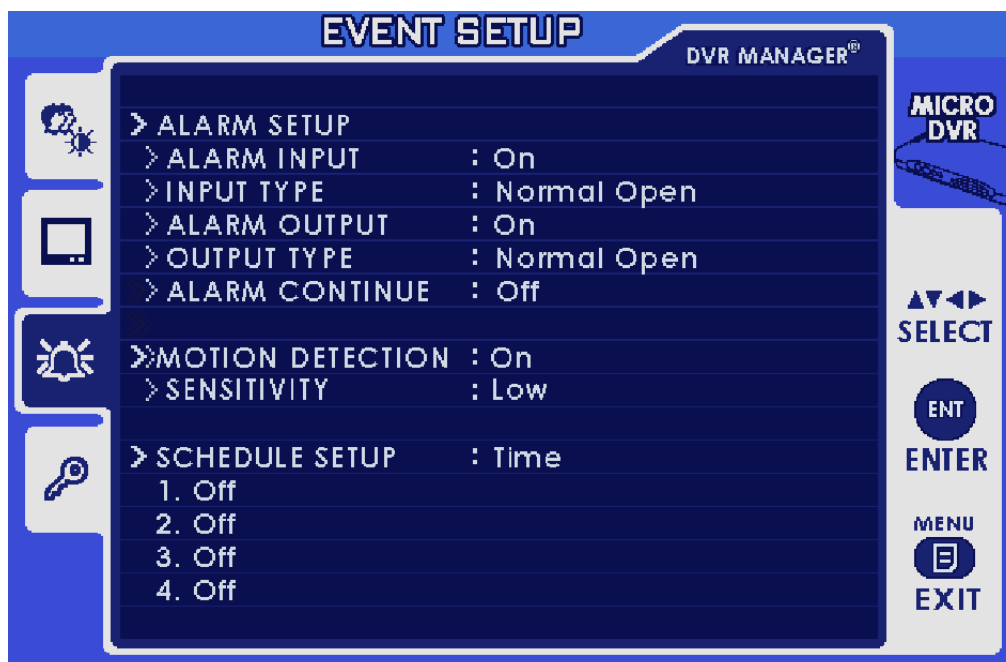 EVENT SETUP
DVR MANAGER®
MICRO
DVR
> ALARM SETUP
> ALARM INPUT : On
> INPUT TYPE : Normal Open
> ALARM OUTPUT : On
> OUTPUT TYPE : Normal Open
> ALARM CONTINUE : Off
> MOTION DETECTION : On
> SENSITIVITY : Low
> SCHEDULE SETUP : Time
1. Off
2. Off
3. Off
4. Off
SELECT
ENT
ENTER
MENU
EXIT